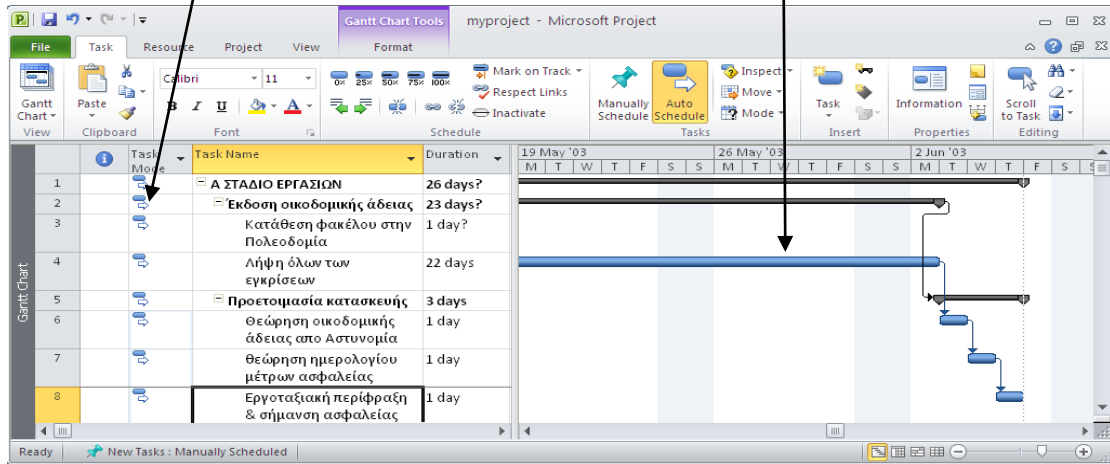 Gantt Chart Tools myproject - Microsoft Project
File Task Resource Project View Format
Calibri 11
0% 25% 50% 75% 100%
Mark on Track
Respect Links
Inactivate
Inspect
Move
Mode
Gantt
Chart
Paste
B I U A
Manually
Schedule
Auto
Schedule
Task
Information
Scroll
to Task
View Clipboard Font Schedule Tasks Insert Properties Editing
Task
Mode
Task Name Duration 19 May '03 26 May '03 2 Jun '03
M T W T F S S M T W T F S S M T W T F S S
1 Α ΣΤΑΔΙΟ ΕΡΓΑΣΙΩΝ 26 days?
2 Έκδοση οικοδομικής άδειας 23 days?
3 Κατάθεση φακέλου στην 1 day?
Πολεοδομία
4 Λήψη όλων των 22 days
εγκρίσεων
5 Προετοιμασία κατασκευής 3 days
6 Θεώρηση οικοδομικής 1 day
άδειας απο Αστυνομία
7 θεώρηση ημερολογίου 1 day
μέτρων ασφαλείας
8 Εργοταξιακή περίφραξη 1 day
& σήμανση ασφαλείας
Gantt Chart
Ready New Tasks : Manually Scheduled